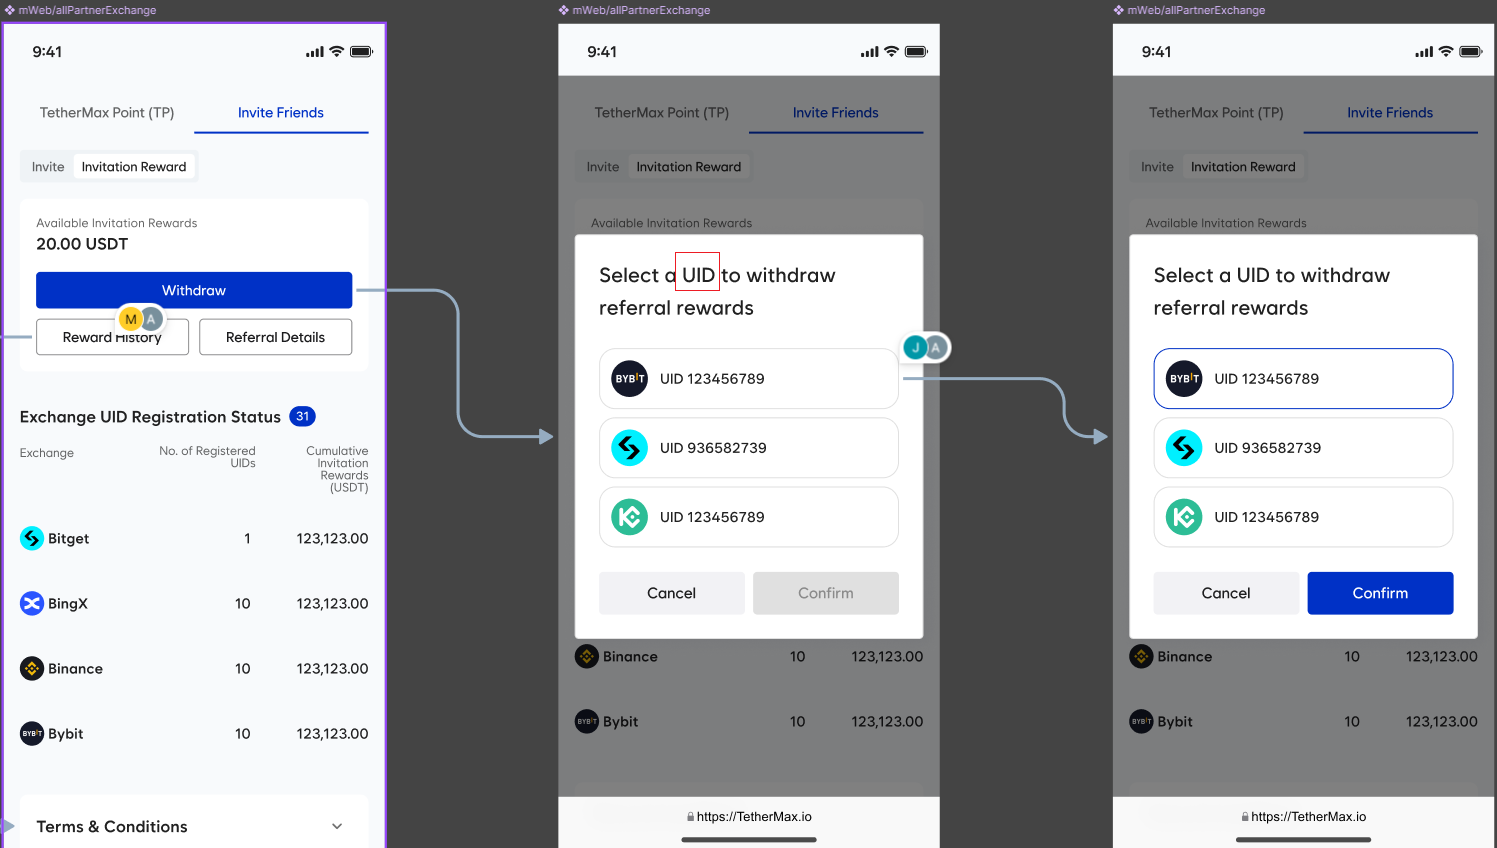 mWeb/allPartnerExchange
9:41
TetherMax Point (TP)
Invite Friends
Invite
Invitation Reward
Available Invitation Rewards
20.00 USDT
Withdraw
M
A
Reward History
Referral Details
Exchange UID Registration Status
31
Exchange
No. of Registered
UIDs
Cumulative
Invitation
Rewards
(USDT)
Bitget 1 123,123.00
BingX 10 123,123.00
Binance 10 123,123.00
BYBIT
Bybit 10 123,123.00
Terms & Conditions
mWeb/allPartnerExchange
9:41
TetherMax Point (TP)
Invite Friends
Invite
Invitation Reward
Available Invitation Rewards
Select a UID to withdraw
referral rewards
J
A
BYBIT
UID 123456789
UID 936582739
UID 123456789
Cancel
Confirm
Binance 10 123,123.00
BYBIT
Bybit 10 123,123.00
https://TetherMax.io
mWeb/allPartnerExchange
9:41
TetherMax Point (TP)
Invite Friends
Invite
Invitation Reward
Available Invitation Rewards
Select a UID to withdraw
referral rewards
BYBIT
UID 123456789
UID 936582739
UID 123456789
Cancel
Confirm
Binance 10 123,123.00
BYBIT
Bybit 10 123,123.00
https://TetherMax.io